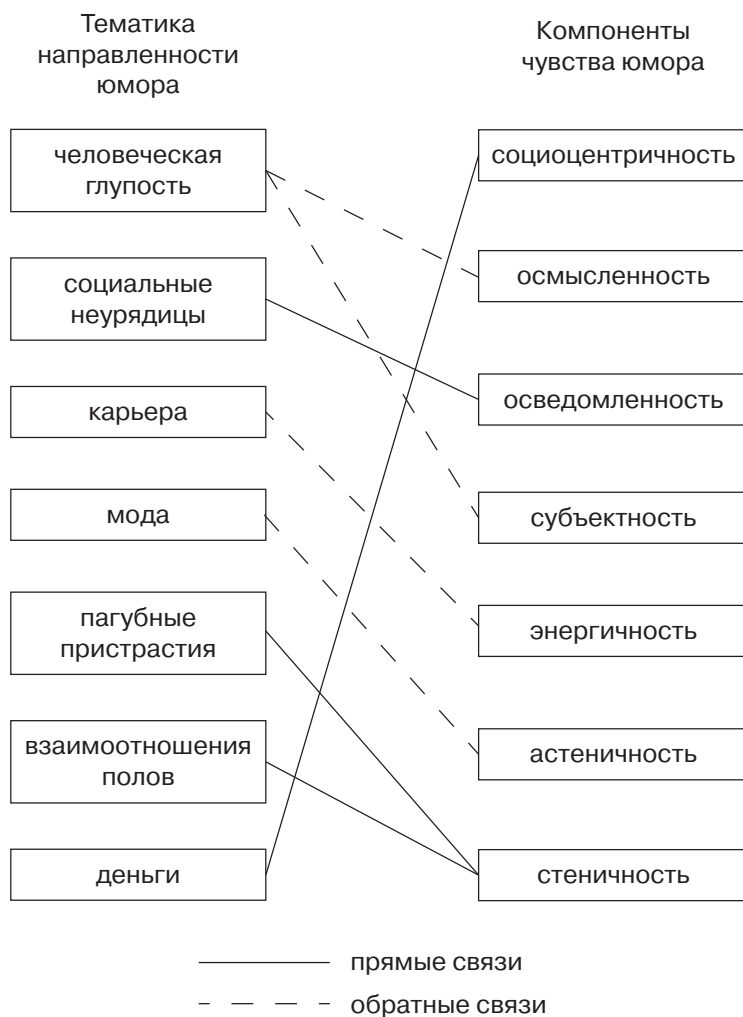 Тематика
направленности
юмора
человеческая
глупость
социальные
неурядицы
карьера
мода
пагубные
пристрастия
взаимоотношения
полов
деньги
Компоненты
чувства юмора
социоцентричность
осмысленность
осведомленность
субъектность
энергичность
астеничность
стеничность
прямые связи
обратные связи